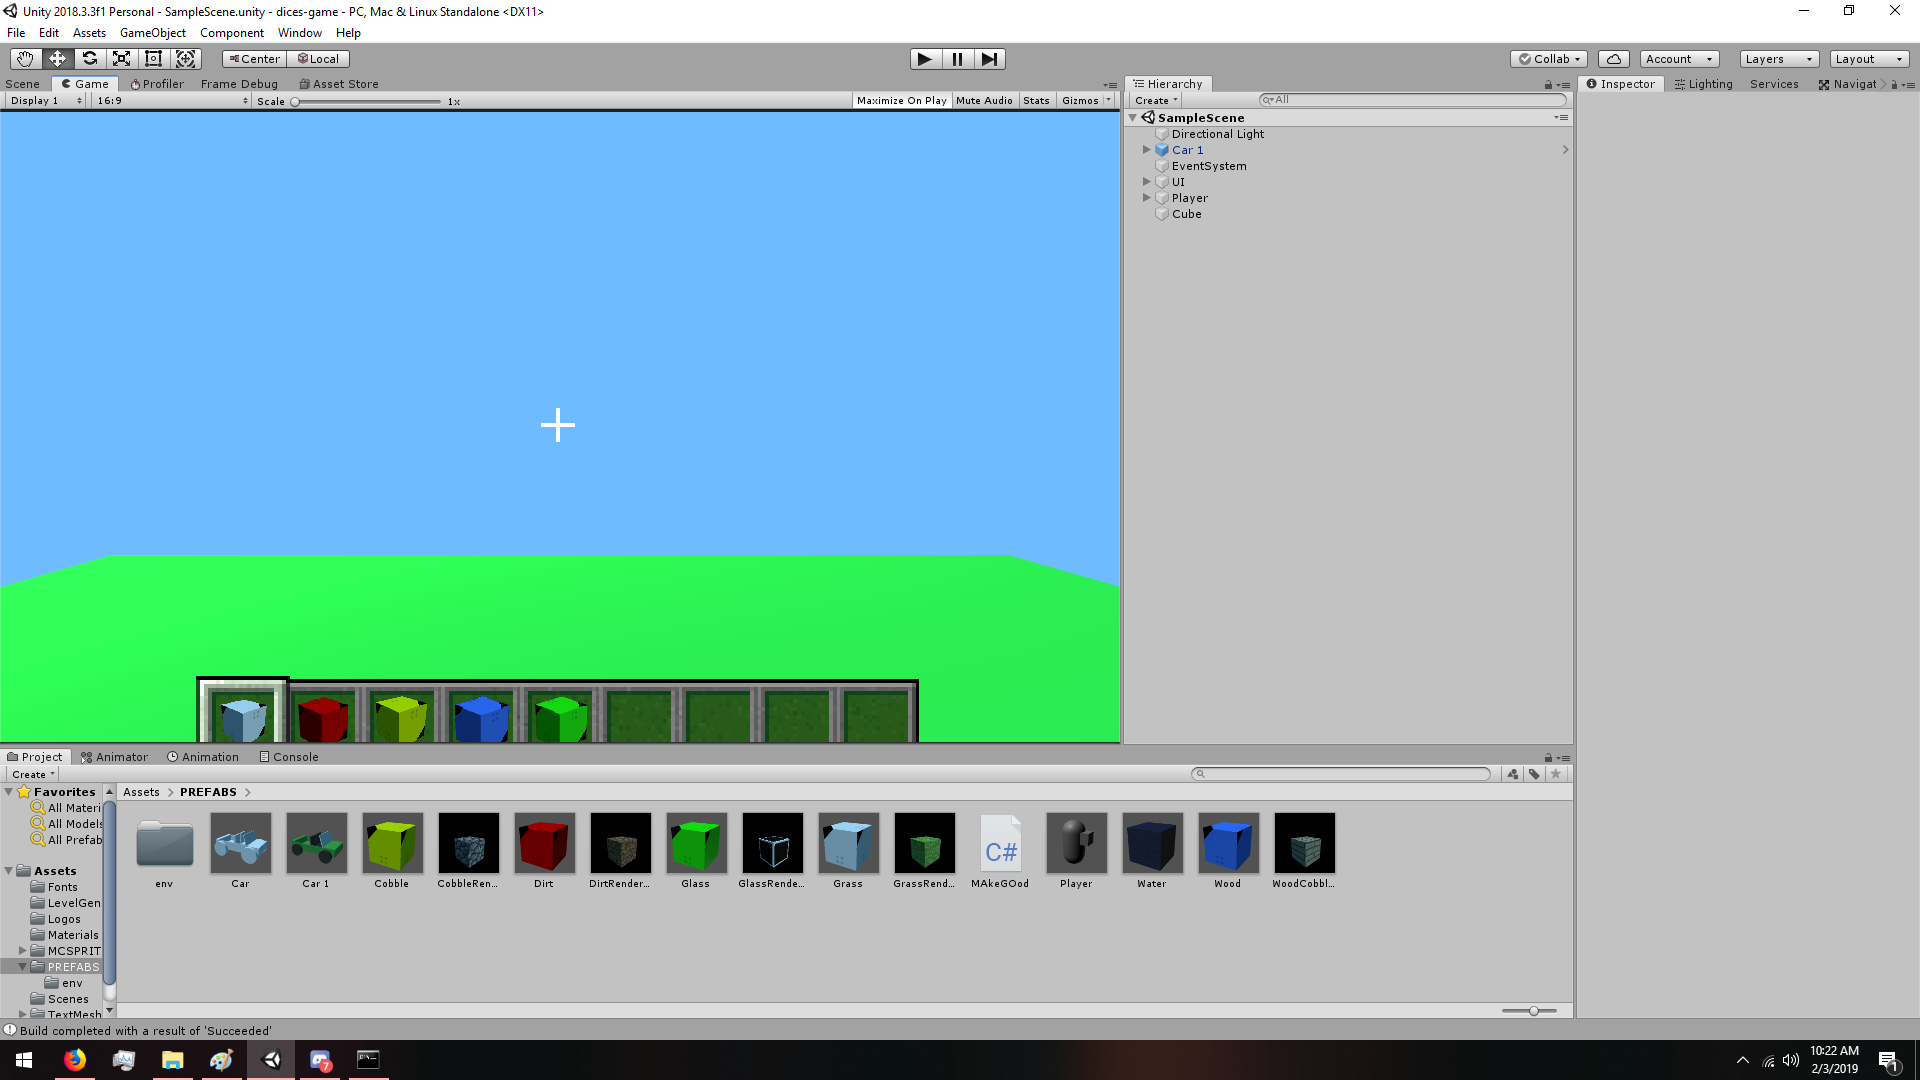 Unity 2018.3.3f1 Personal - SampleScene.unity - dices-game - PC, Mac & Linux Standalone <DX11>
File Edit Assets GameObject Component Window Help
Center Local Collab Account Layers Layout
Scene Game Profiler Frame Debug Asset Store Hierarchy Inspector Lighting Services Navigat
Display 1 16:9 Scale 1x Maximize On Play Mute Audio Stats Gizmos Create All
SampleScene
Directional Light
Car 1
EventSystem
UI
Player
Cube
Project Animator Animation Console
Create
Favorites Assets PREFABS
All Materi
All Models
All Prefab
Assets
Fonts
LevelGen
Logos
Materials
MCSPRIT
PREFABS
env
Scenes
TextMesh
C#
env Car Car 1 Cobble CobbleRen... Dirt DirtRender... Glass GlassRende... Grass GrassRend... MAkeGOod Player Water Wood WoodCobbl...
Build completed with a result of 'Succeeded'
7
10:22 AM
2/3/2019
1